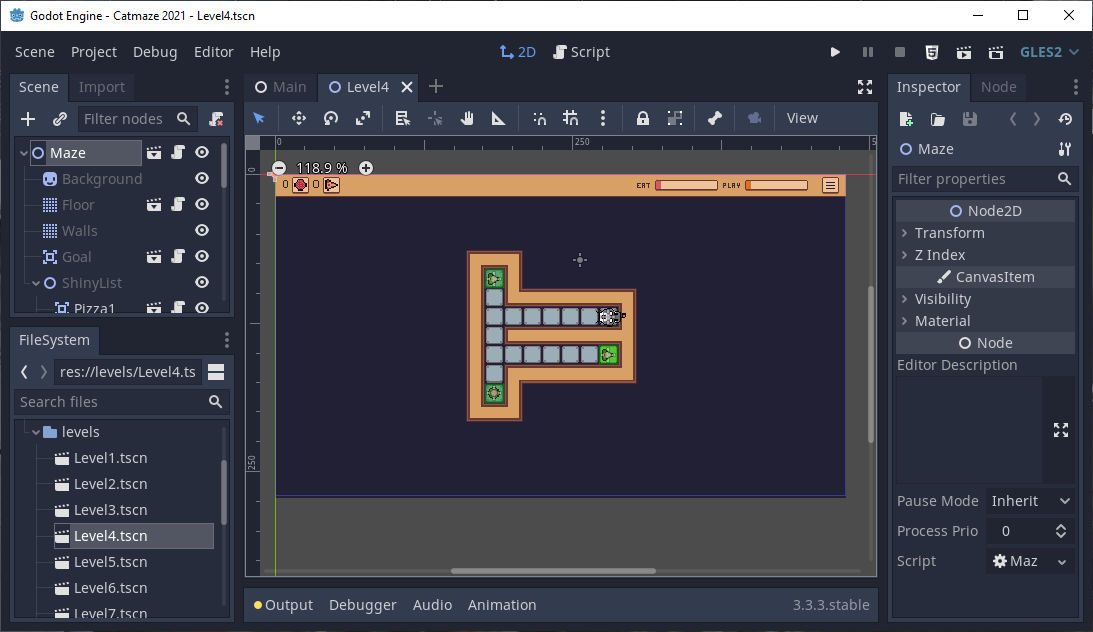 Godot Engine - Catmaze 2021 - Level4.tscn
Scene Project Debug Editor Help
2D Script
GLES2
Scene Import
Filter nodes
Maze
Background
Floor
Walls
Goal
ShinyList
Pizza1
FileSystem
res://levels/Level4.ts
Search files
levels
Level1.tscn
Level2.tscn
Level3.tscn
Level4.tscn
Level5.tscn
Level6.tscn
Level7.tscn
Main Level4
View
0 250 5
0
250
118.9 %
0 0 EAT PLAY
Output Debugger Audio Animation 3.3.3.stable
Inspector Node
Maze
Filter properties
Node2D
Transform
Z Index
CanvasItem
Visibility
Material
Node
Editor Description
Pause Mode Inherit
Process Prio 0
Script Maz